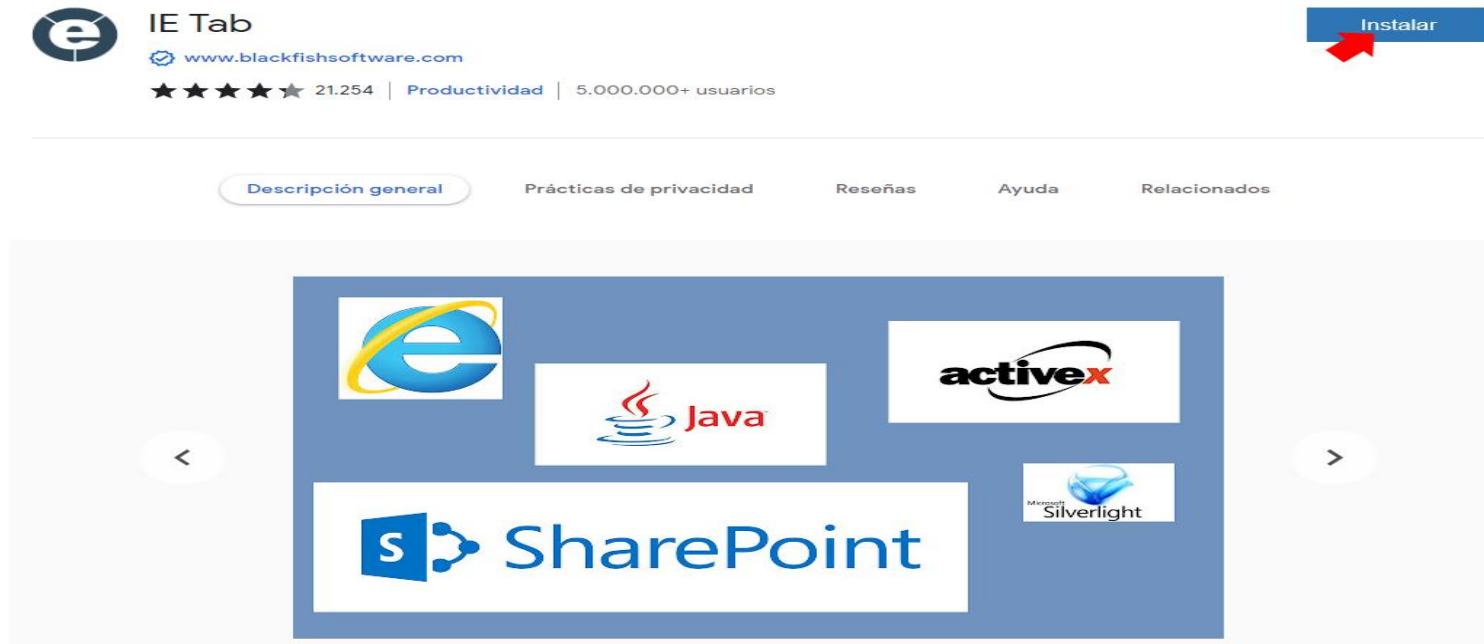 IE Tab
Instalar
www.blackfishsoftware.com
21.254 | Productividad | 5.000.000+ usuarios
Descripción general Prácticas de privacidad Reseñas Ayuda Relacionados
activex
Java
Microsoft
Silverlight
S SharePoint